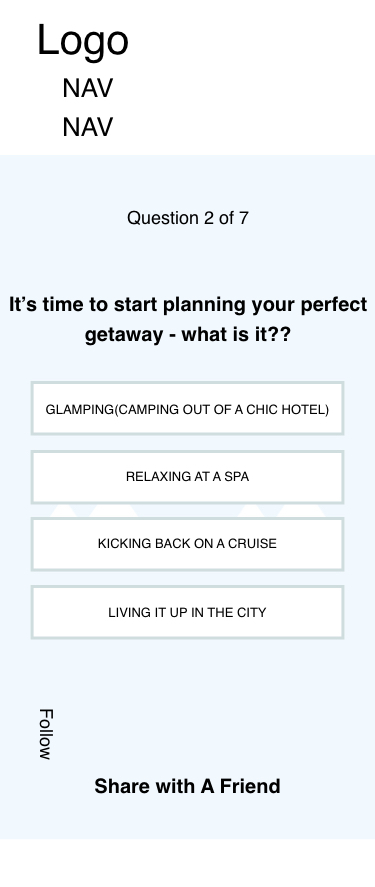 Logo
NAV
NAV
Question 2 of 7
It’s time to start planning your perfect
getaway - what is it??
GLAMPING(CAMPING OUT OF A CHIC HOTEL)
RELAXING AT A SPA
KICKING BACK ON A CRUISE
LIVING IT UP IN THE CITY
Follow
Share with A Friend